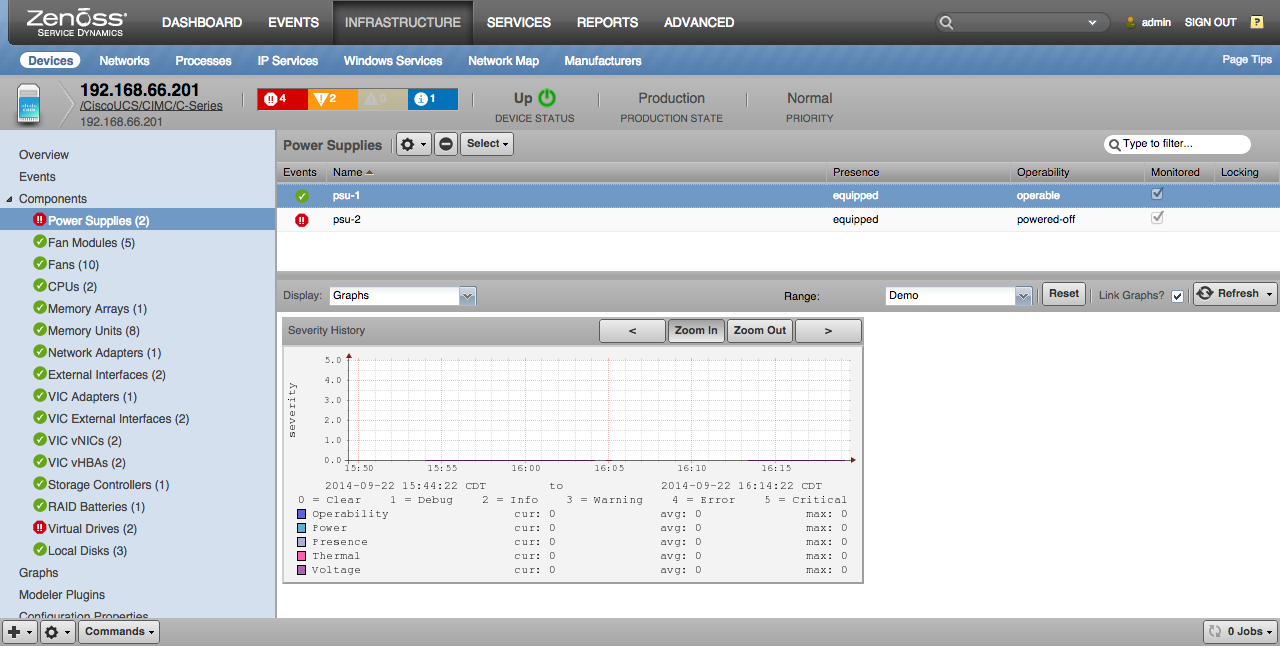 Zenoss
SERVICE DYNAMICS
DASHBOARD EVENTS INFRASTRUCTURE SERVICES REPORTS ADVANCED
admin SIGN OUT ?
Devices Networks Processes IP Services Windows Services Network Map Manufacturers Page Tips
192.168.66.201
/CiscoUCS/CIMC/C-Series
192.168.66.201
4 2 0 1
Up
DEVICE STATUS
Production
PRODUCTION STATE
Normal
PRIORITY
Overview
Events
Components
Power Supplies (2)
Fan Modules (5)
Fans (10)
CPUs (2)
Memory Arrays (1)
Memory Units (8)
Network Adapters (1)
External Interfaces (2)
VIC Adapters (1)
VIC External Interfaces (2)
VIC vNICs (2)
VIC vHBAs (2)
Storage Controllers (1)
RAID Batteries (1)
Virtual Drives (2)
Local Disks (3)
Graphs
Modeler Plugins
Configuration Properties
Power Supplies Select Type to filter...
Events Name Presence Operability Monitored Locking
psu-1 equipped operable
psu-2 equipped powered-off
Display: Graphs Range: Demo Reset Link Graphs? Refresh
Severity History < Zoom In Zoom Out >
severity
5.0
4.0
3.0
2.0
1.0
0.0
15:50 15:55 16:00 16:05 16:10 16:15
2014-09-22 15:44:22 CDT to 2014-09-22 16:14:22 CDT
0 = Clear 1 = Debug 2 = Info 3 = Warning 4 = Error 5 = Critical
Operability cur: 0 avg: 0 max: 0
Power cur: 0 avg: 0 max: 0
Presence cur: 0 avg: 0 max: 0
Thermal cur: 0 avg: 0 max: 0
Voltage cur: 0 avg: 0 max: 0
Commands 0 Jobs